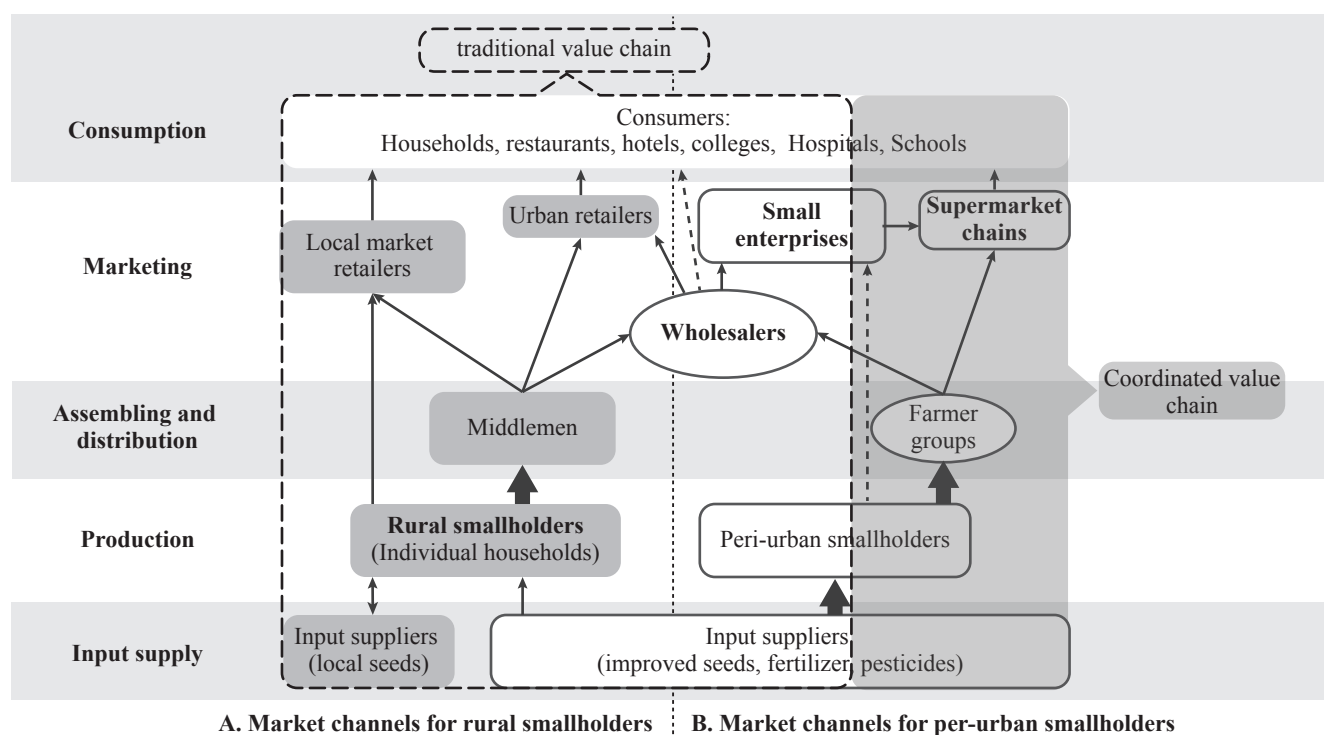 traditional value chain
Consumption
Consumers:
Households, restaurants, hotels, colleges, Hospitals, Schools
Marketing
Local market
retailers
Urban retailers
Small
enterprises
Supermarket
chains
Wholesalers
Assembling and
distribution
Middlemen
Farmer
groups
Coordinated value
chain
Production
Rural smallholders
(Individual households)
Peri-urban smallholders
Input supply
Input suppliers
(local seeds)
Input suppliers
(improved seeds, fertilizer, pesticides)
A. Market channels for rural smallholders
B. Market channels for per-urban smallholders